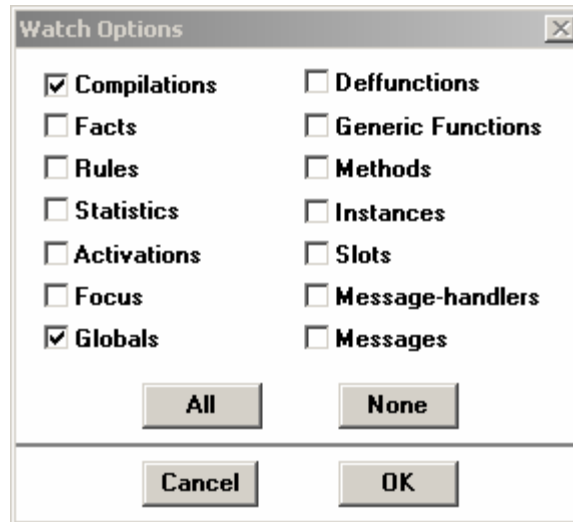 Watch Options
Compilations Deffunctions
Facts Generic Functions
Rules Methods
Statistics Instances
Activations Slots
Focus Message-handlers
Globals Messages
All None
Cancel OK